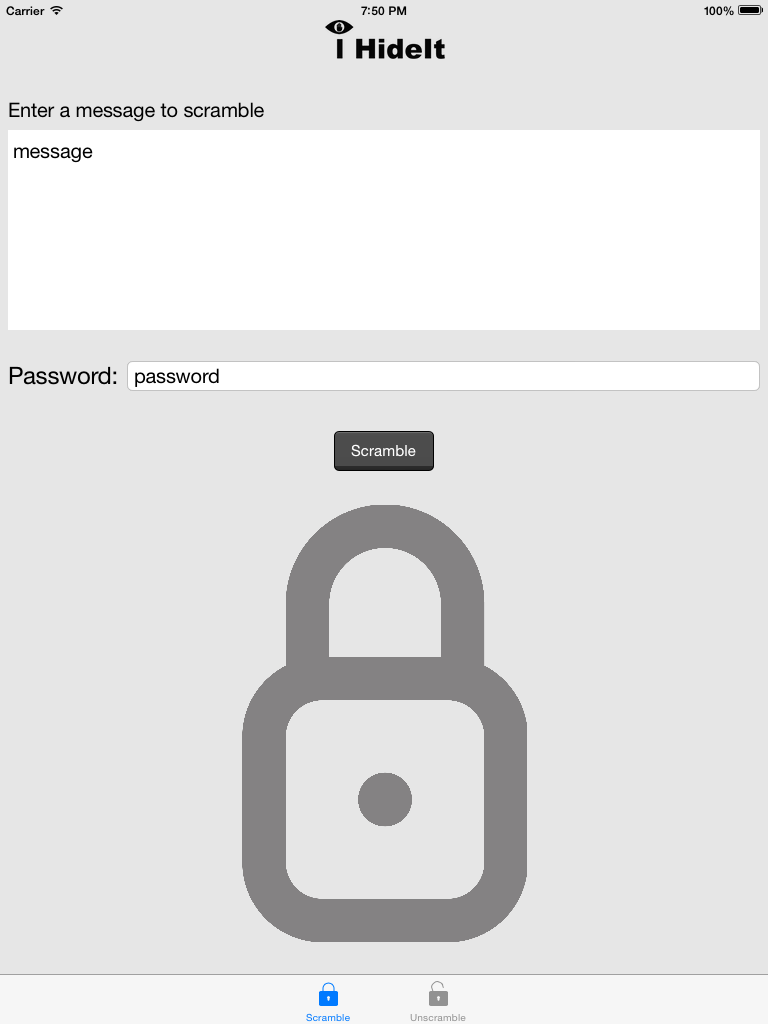 Carrier 7:50 PM 100%
I HideIt
Enter a message to scramble
message
Password: password
Scramble
Scramble Unscramble